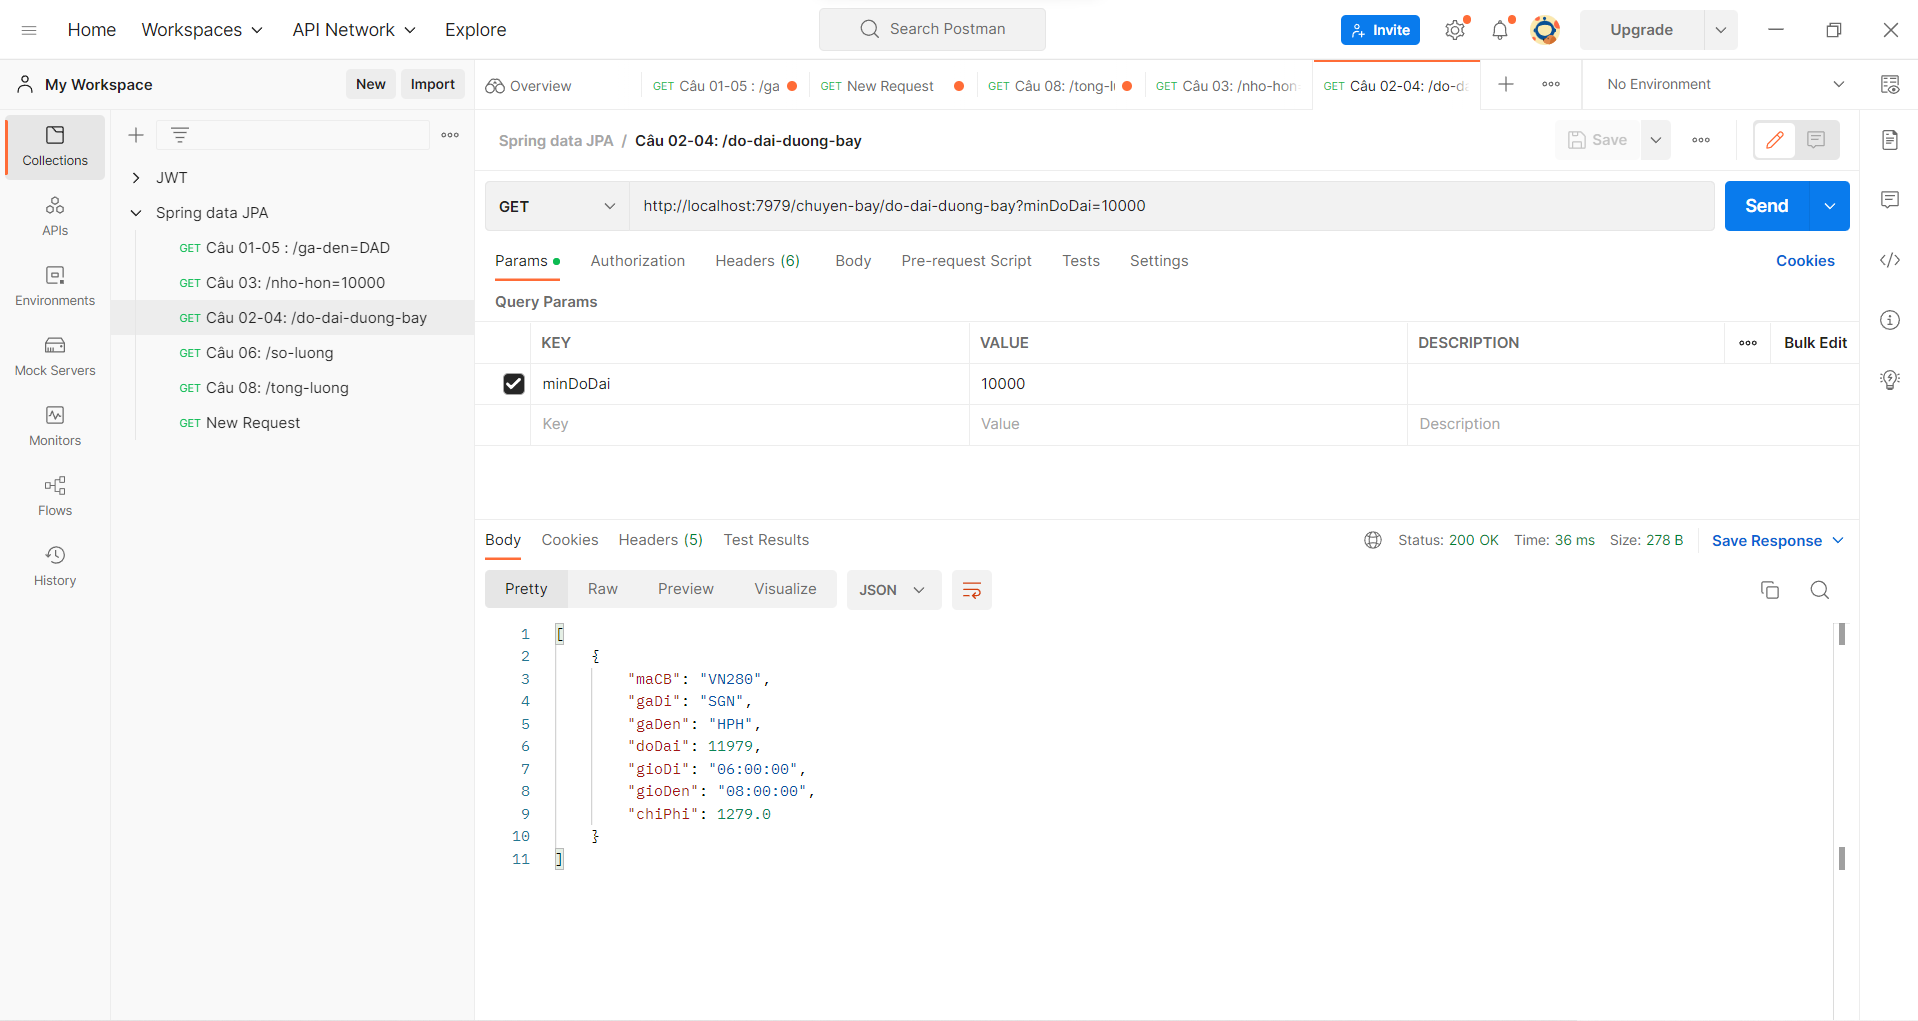 Home Workspaces API Network Explore Search Postman Invite Upgrade
My Workspace New Import Overview GET Câu 01-05 : /ga GET New Request GET Câu 08: /tong-l GET Câu 03: /nho-hon GET Câu 02-04: /do-da No Environment
Collections
APIs
Environments
Mock Servers
Monitors
Flows
History
JWT
Spring data JPA
GET Câu 01-05 : /ga-den=DAD
GET Câu 03: /nho-hon=10000
GET Câu 02-04: /do-dai-duong-bay
GET Câu 06: /so-luong
GET Câu 08: /tong-luong
GET New Request
Spring data JPA / Câu 02-04: /do-dai-duong-bay Save
GET http://localhost:7979/chuyen-bay/do-dai-duong-bay?minDoDai=10000 Send
Params Authorization Headers (6) Body Pre-request Script Tests Settings Cookies
Query Params
KEY VALUE DESCRIPTION Bulk Edit
minDoDai 10000
Key Value Description
Body Cookies Headers (5) Test Results Status: 200 OK Time: 36 ms Size: 278 B Save Response
Pretty Raw Preview Visualize JSON
1 [
2 {
3 "maCB": "VN280",
4 "gaDi": "SGN",
5 "gaDen": "HPH",
6 "doDai": 11979,
7 "gioDi": "06:00:00",
8 "gioDen": "08:00:00",
9 "chiPhi": 1279.0
10 }
11 ]